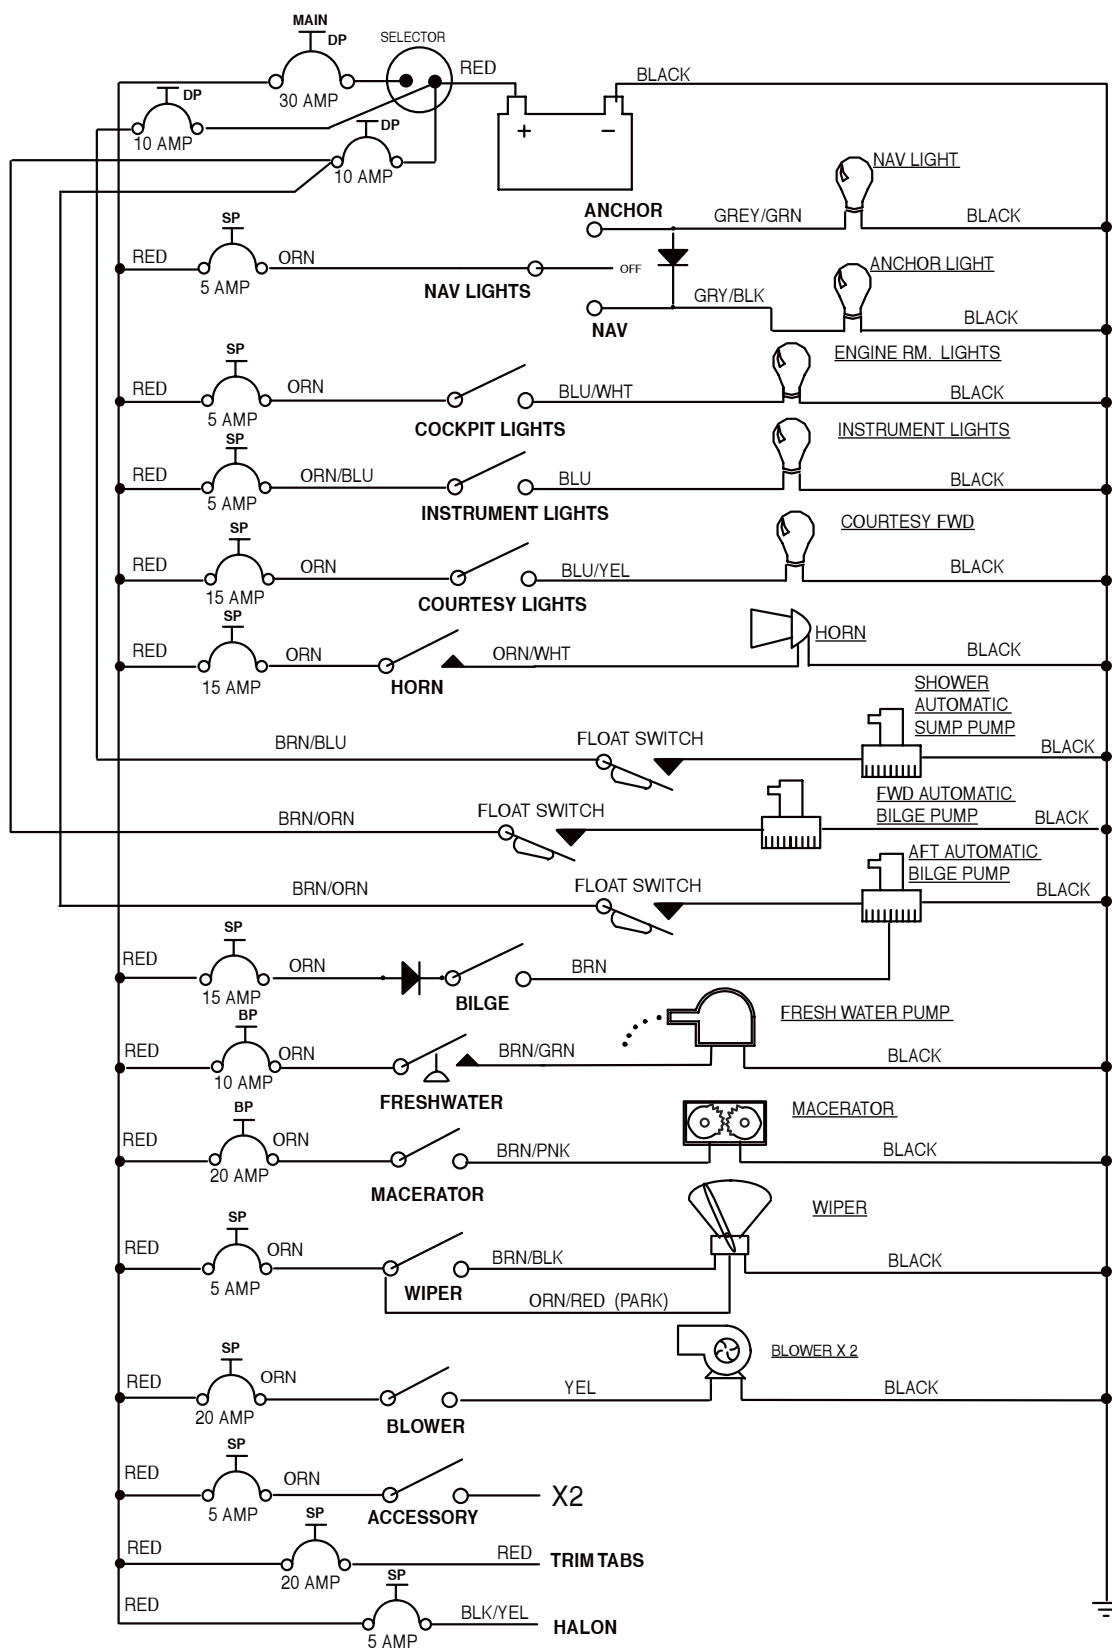 MAIN
DP
SELECTOR
RED
BLACK
30 AMP
DP
10 AMP
DP
10 AMP
+
−
NAV LIGHT
ANCHOR
GREY/GRN
BLACK
SP
RED
ORN
5 AMP
NAV LIGHTS
OFF
ANCHOR LIGHT
GRY/BLK
BLACK
NAV
SP
ENGINE RM. LIGHTS
RED
ORN
BLU/WHT
BLACK
5 AMP
COCKPIT LIGHTS
SP
INSTRUMENT LIGHTS
RED
ORN/BLU
BLU
BLACK
5 AMP
INSTRUMENT LIGHTS
SP
COURTESY FWD
RED
ORN
BLU/YEL
BLACK
15 AMP
COURTESY LIGHTS
SP
HORN
RED
ORN
ORN/WHT
BLACK
15 AMP
HORN
SHOWER
AUTOMATIC
SUMP PUMP
BRN/BLU
FLOAT SWITCH
BLACK
FWD AUTOMATIC
BILGE PUMP
BRN/ORN
FLOAT SWITCH
BLACK
AFT AUTOMATIC
BILGE PUMP
BRN/ORN
FLOAT SWITCH
BLACK
SP
RED
ORN
BRN
15 AMP
BILGE
BP
FRESH WATER PUMP
RED
ORN
BRN/GRN
BLACK
10 AMP
FRESHWATER
BP
MACERATOR
RED
ORN
BRN/PNK
BLACK
20 AMP
MACERATOR
SP
WIPER
RED
ORN
BRN/BLK
BLACK
5 AMP
WIPER
ORN/RED (PARK)
SP
BLOWER X 2
RED
ORN
YEL
BLACK
20 AMP
BLOWER
SP
RED
ORN
X2
5 AMP
ACCESSORY
SP
RED
RED
TRIM TABS
20 AMP
SP
RED
BLK/YEL
HALON
5 AMP